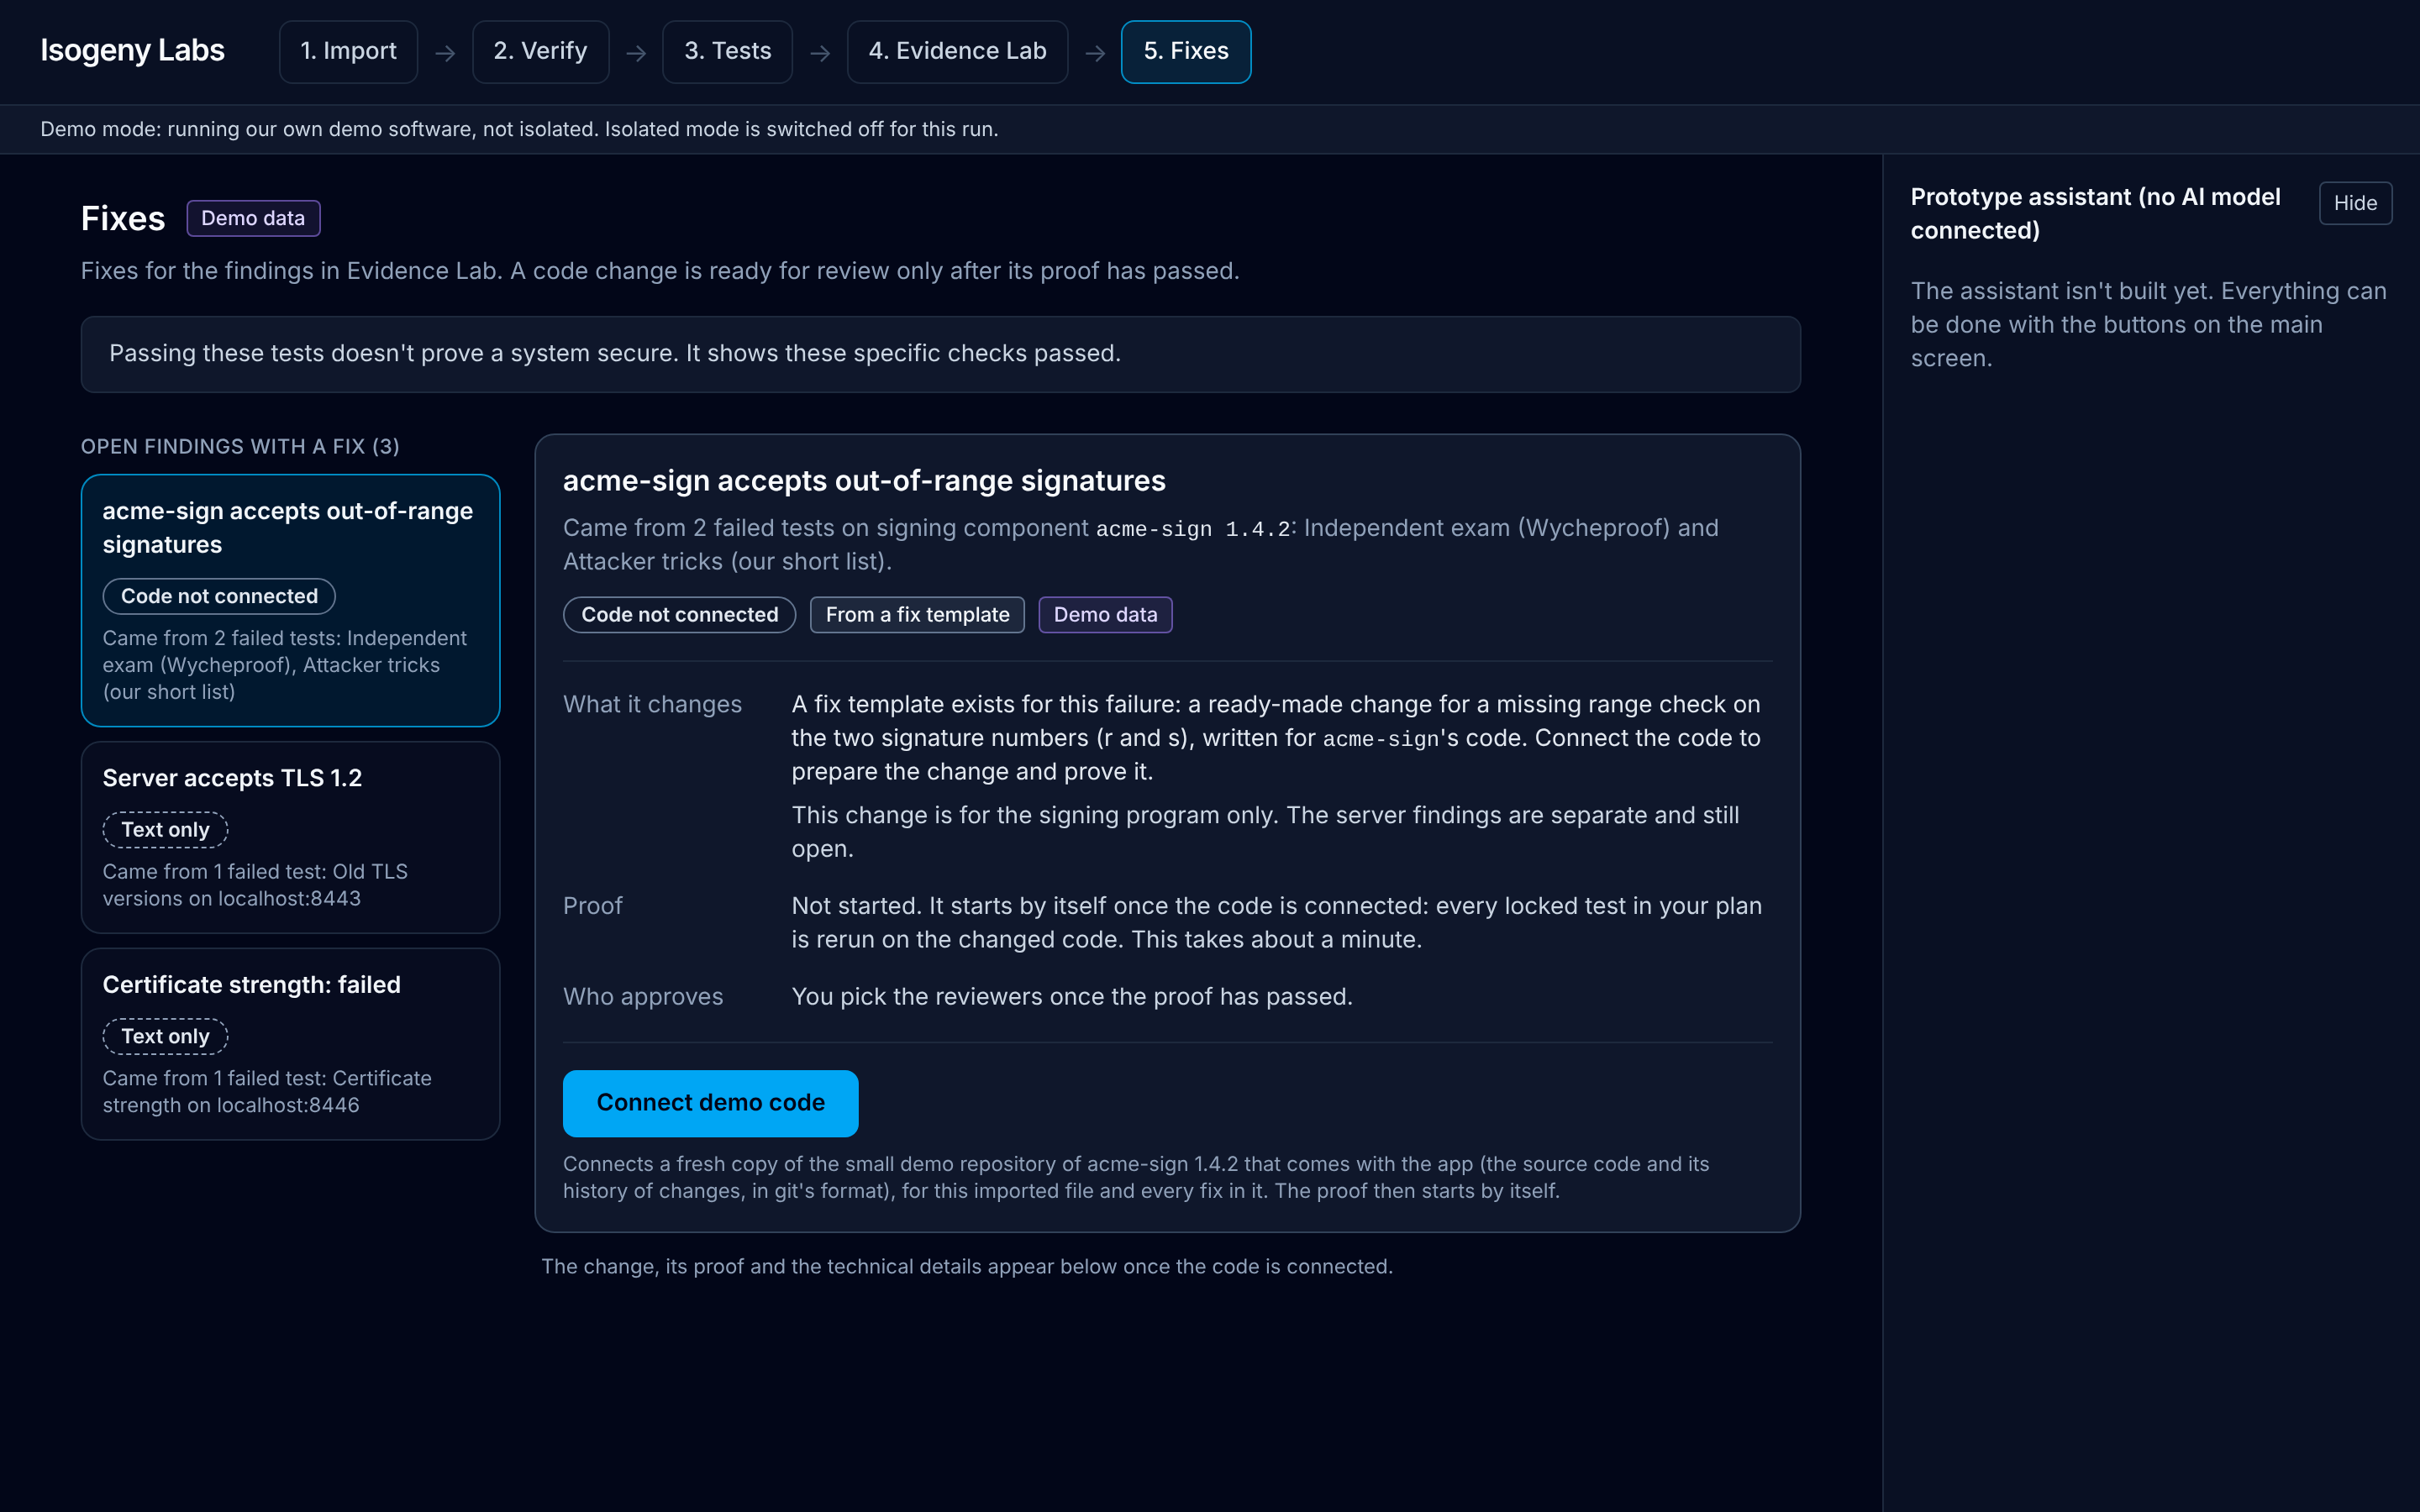 Isogeny Labs
1. Import
→
2. Verify
→
3. Tests
→
4. Evidence Lab
→
5. Fixes
Demo mode: running our own demo software, not isolated. Isolated mode is switched off for this run.
Fixes
Demo data
Fixes for the findings in Evidence Lab. A code change is ready for review only after its proof has passed.
Passing these tests doesn't prove a system secure. It shows these specific checks passed.
OPEN FINDINGS WITH A FIX (3)
acme-sign accepts out-of-range
signatures
Code not connected
Came from 2 failed tests: Independent
exam (Wycheproof), Attacker tricks
(our short list)
Server accepts TLS 1.2
Text only
Came from 1 failed test: Old TLS
versions on localhost:8443
Certificate strength: failed
Text only
Came from 1 failed test: Certificate
strength on localhost:8446
acme-sign accepts out-of-range signatures
Came from 2 failed tests on signing component acme-sign 1.4.2: Independent exam (Wycheproof) and
Attacker tricks (our short list).
Code not connected
From a fix template
Demo data
What it changes
A fix template exists for this failure: a ready-made change for a missing range check on
the two signature numbers (r and s), written for acme-sign's code. Connect the code to
prepare the change and prove it.
This change is for the signing program only. The server findings are separate and still
open.
Proof
Not started. It starts by itself once the code is connected: every locked test in your plan
is rerun on the changed code. This takes about a minute.
Who approves
You pick the reviewers once the proof has passed.
Connect demo code
Connects a fresh copy of the small demo repository of acme-sign 1.4.2 that comes with the app (the source code and its
history of changes, in git's format), for this imported file and every fix in it. The proof then starts by itself.
The change, its proof and the technical details appear below once the code is connected.
Prototype assistant (no AI model
connected)
Hide
The assistant isn't built yet. Everything can
be done with the buttons on the main
screen.